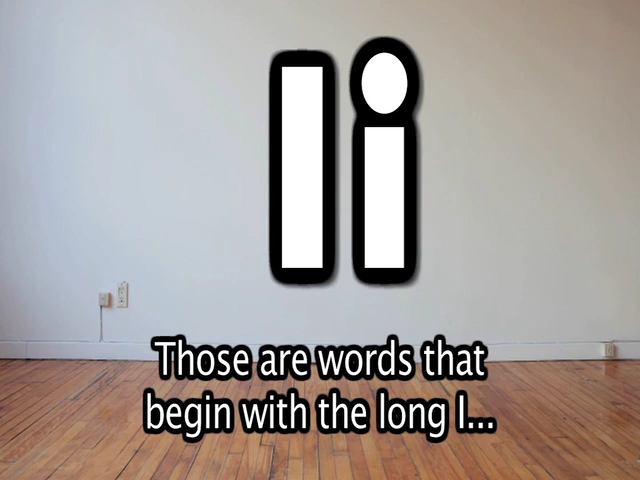 Ii
Those are words that
begin with the long I...